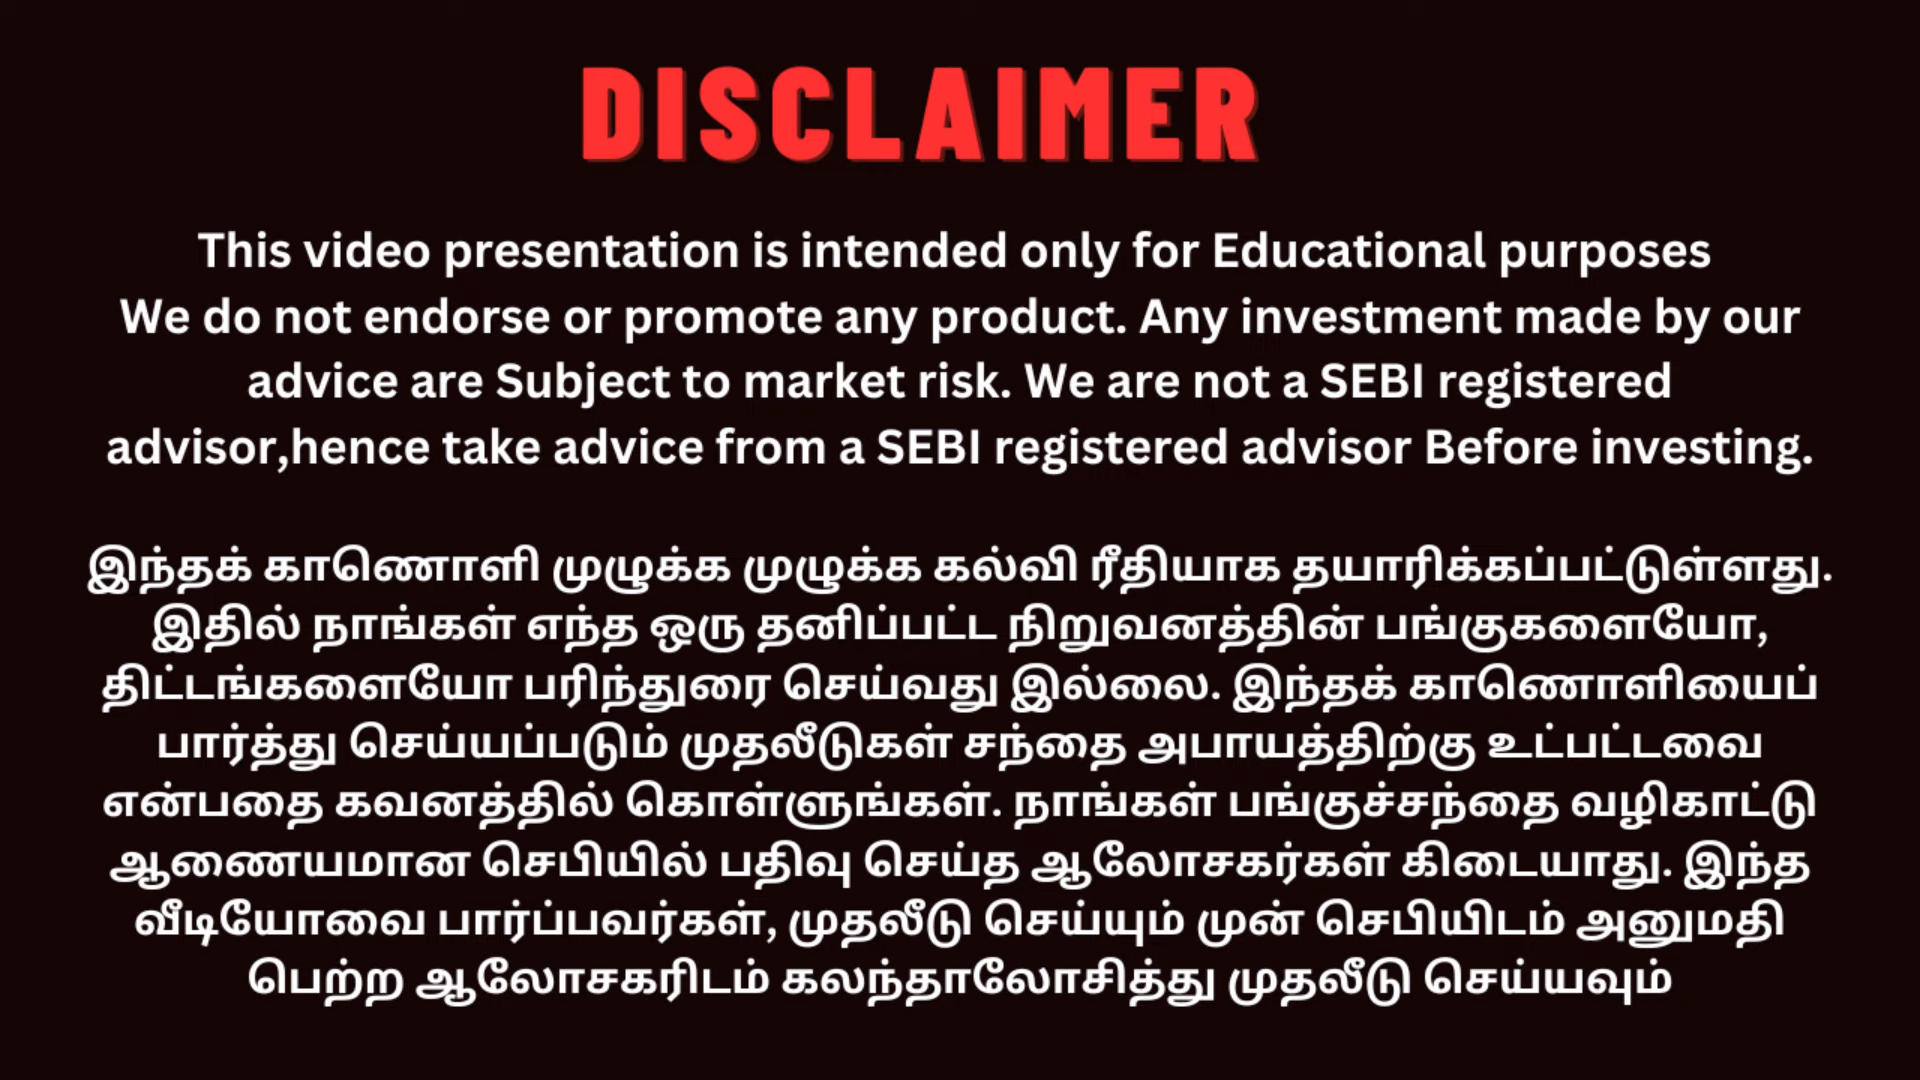 DISCLAIMER
This video presentation is intended only for Educational purposes
We do not endorse or promote any product. Any investment made by our
advice are Subject to market risk. We are not a SEBI registered
advisor,hence take advice from a SEBI registered advisor Before investing.
இந்தக் காணொளி முழுக்க முழுக்க கல்வி ரீதியாக தயாரிக்கப்பட்டுள்ளது.
இதில் நாங்கள் எந்த ஒரு தனிப்பட்ட நிறுவனத்தின் பங்குகளையோ,
திட்டங்களையோ பரிந்துரை செய்வது இல்லை. இந்தக் காணொளியைப்
பார்த்து செய்யப்படும் முதலீடுகள் சந்தை அபாயத்திற்கு உட்பட்டவை
என்பதை கவனத்தில் கொள்ளுங்கள். நாங்கள் பங்குச்சந்தை வழிகாட்டு
ஆணையமான செபியில் பதிவு செய்த ஆலோசகர்கள் கிடையாது. இந்த
வீடியோவை பார்ப்பவர்கள், முதலீடு செய்யும் முன் செபியிடம் அனுமதி
பெற்ற ஆலோசகரிடம் கலந்தாலோசித்து முதலீடு செய்யவும்